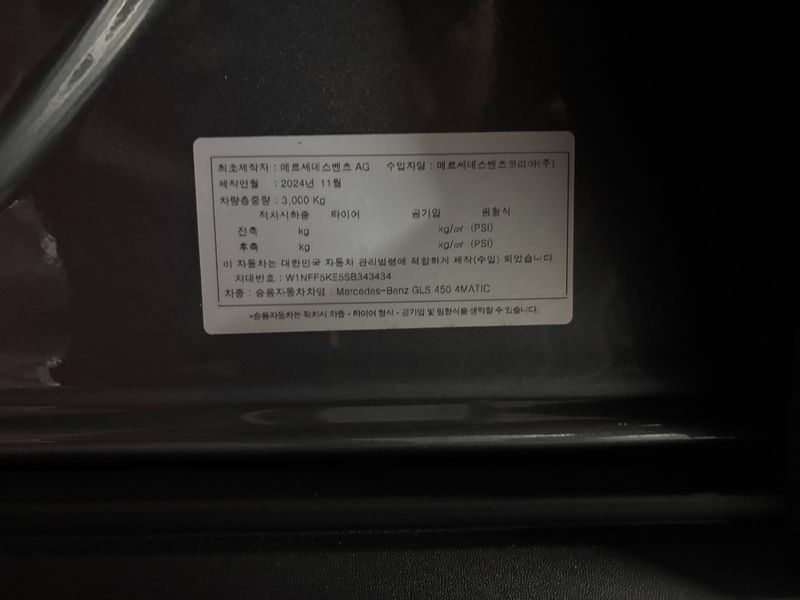 최초제작자 : 메르세데스벤츠 AG 수입자명 : 메르세데스벤츠코리아(주)
제작연월 : 2024년 11월
차량총중량 : 3,000 Kg
적차시하중 타이어 공기압 림형식
전축 kg kg/㎠ (PSI)
후축 kg kg/㎠ (PSI)
이 자동차는 대한민국 자동차 관리법령에 적합하게 제작(수입) 되었습니다.
차대번호 : W1NFF5KE5SB343434
차종 : 승용자동차차명 : Mercedes-Benz GLS 450 4MATIC
*승용자동차는 적차시 하중・타이어 형식・공기압 및 림형식을 생략할 수 있습니다.